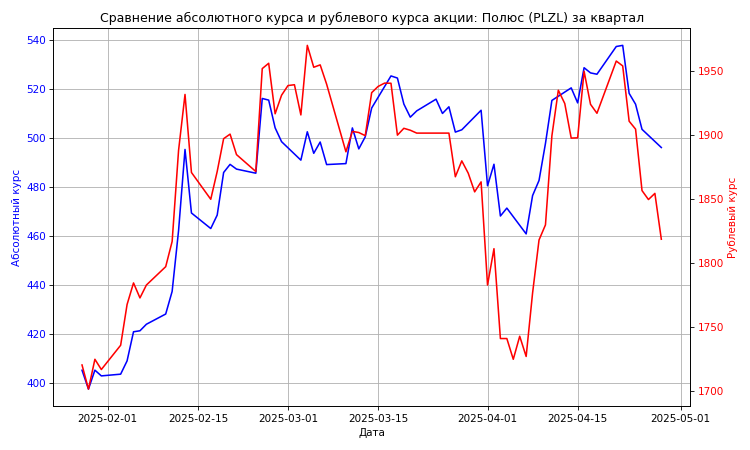 Сравнение абсолютного курса и рублевого курса акции: Полюс (PLZL) за квартал
540
520
500
480
460
440
420
400
Абсолютный курс
1950
1900
1850
1800
1750
1700
Рублевый курс
2025-02-01 2025-02-15 2025-03-01 2025-03-15 2025-04-01 2025-04-15 2025-05-01
Дата